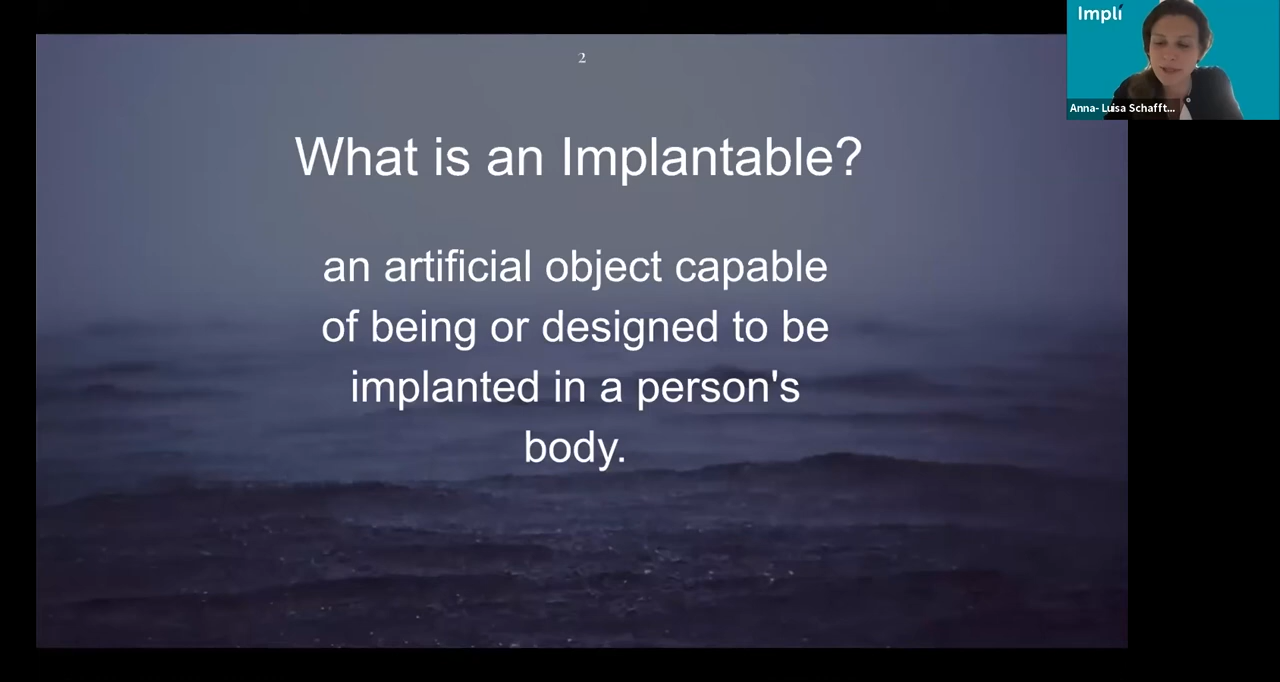 2
Implí
What is an Implantable?
Anna- Luisa Schafft...
an artificial object capable
of being or designed to be
implanted in a person's
body.